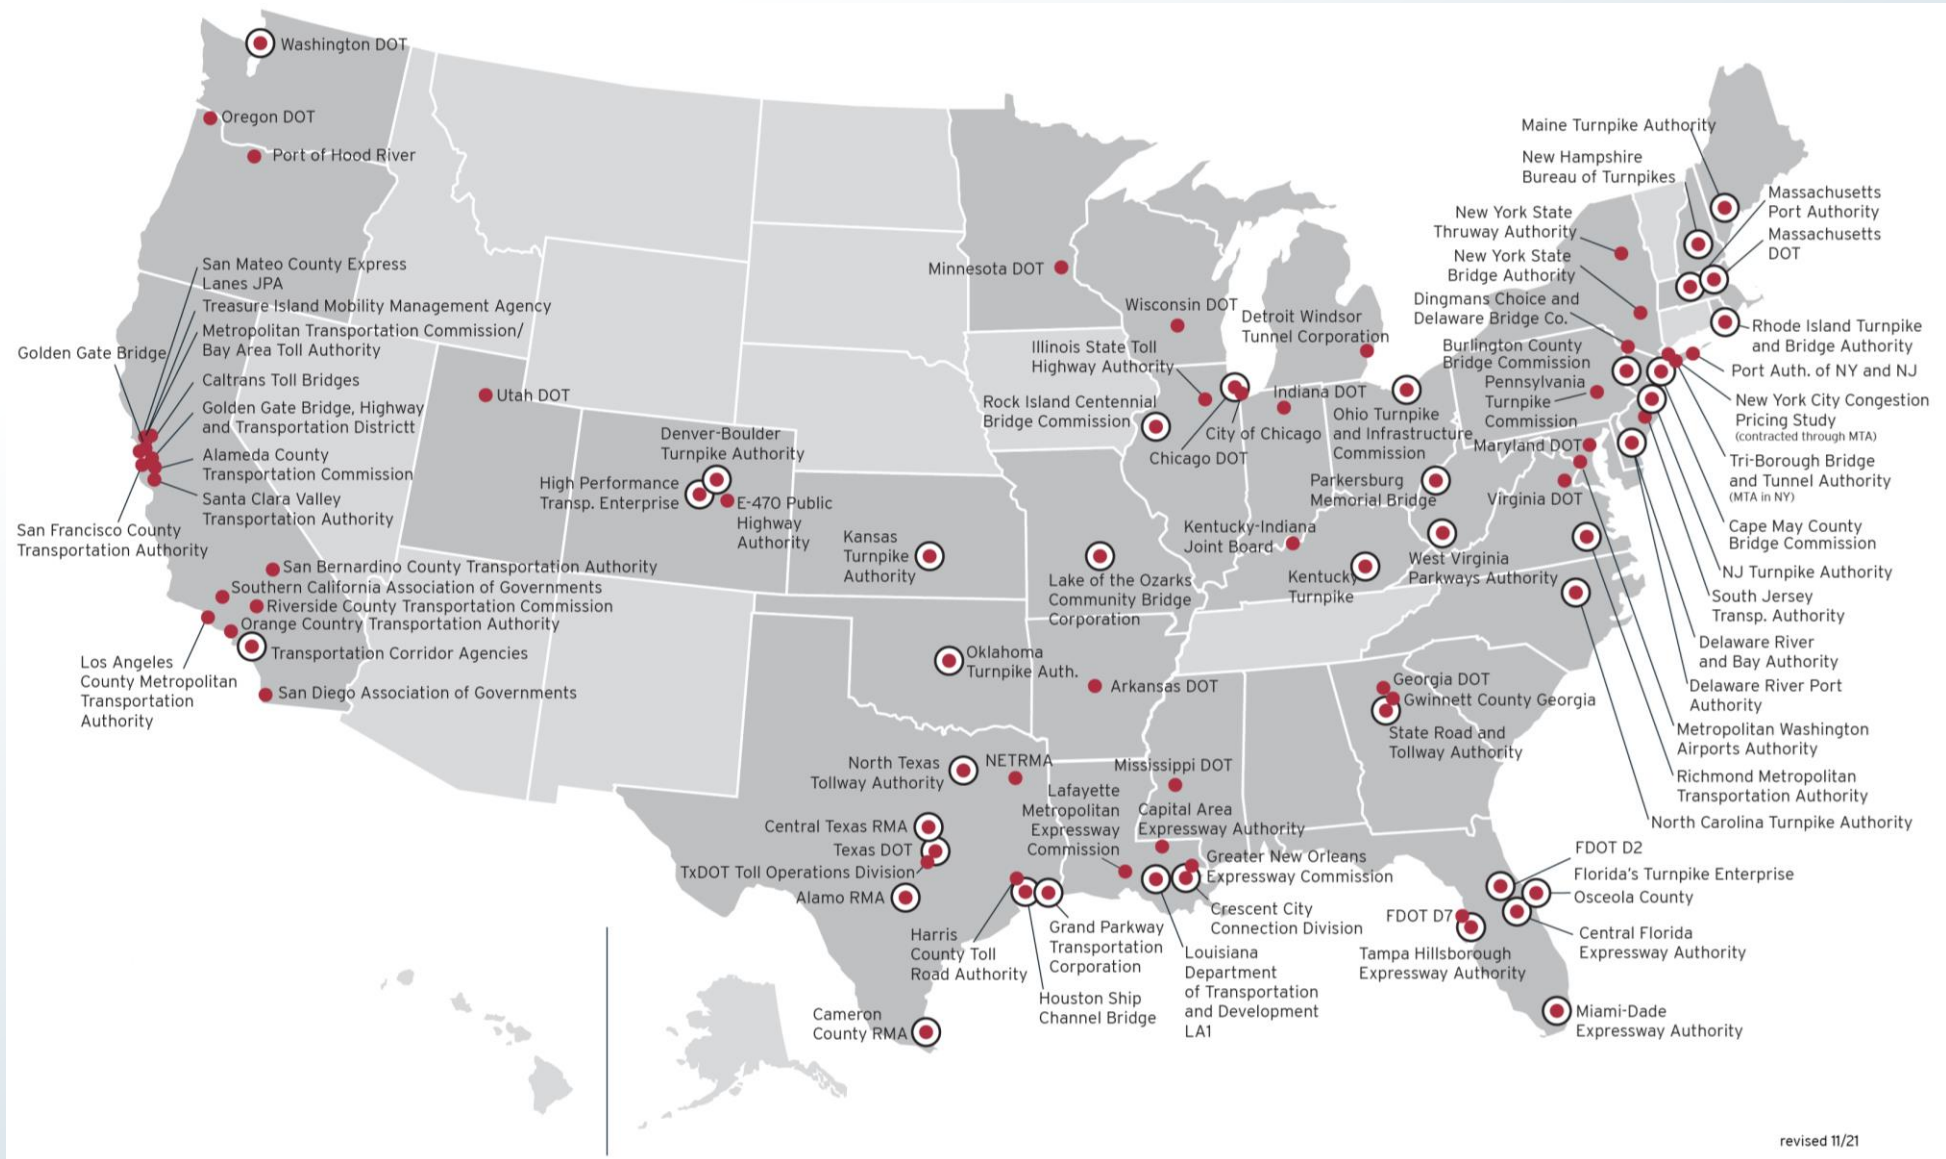 Washington DOT
Oregon DOT
Port of Hood River
San Mateo County Express
Lanes JPA
Treasure Island Mobility Management Agency
Metropolitan Transportation Commission/
Bay Area Toll Authority
Golden Gate Bridge
Caltrans Toll Bridges
Golden Gate Bridge, Highway
and Transportation Districtt
Alameda County
Transportation Commission
Santa Clara Valley
Transportation Authority
San Francisco County
Transportation Authority
San Bernardino County Transportation Authority
Southern California Association of Governments
Riverside County Transportation Commission
Orange Country Transportation Authority
Transportation Corridor Agencies
Los Angeles
County Metropolitan
Transportation
Authority
San Diego Association of Governments
Utah DOT
Denver-Boulder
Turnpike Authority
High Performance
Transp. Enterprise
E-470 Public
Highway
Authority
Kansas
Turnpike
Authority
Oklahoma
Turnpike Auth.
North Texas
Tollway Authority
NETRMA
Central Texas RMA
Texas DOT
TxDOT Toll Operations Division
Alamo RMA
Harris
County Toll
Road Authority
Grand Parkway
Transportation
Corporation
Houston Ship
Channel Bridge
Cameron
County RMA
Minnesota DOT
Wisconsin DOT
Illinois State Toll
Highway Authority
Rock Island Centennial
Bridge Commission
Chicago DOT
City of Chicago
Detroit Windsor
Tunnel Corporation
Indiana DOT
Ohio Turnpike
and Infrastructure
Commission
Parkersburg
Memorial Bridge
Kentucky-Indiana
Joint Board
Kentucky
Turnpike
West Virginia
Parkways Authority
Lake of the Ozarks
Community Bridge
Corporation
Arkansas DOT
Mississippi DOT
Lafayette
Metropolitan
Expressway
Commission
Capital Area
Expressway Authority
Greater New Orleans
Expressway Commission
Crescent City
Connection Division
Louisiana
Department
of Transportation
and Development
LA1
Georgia DOT
Gwinnett County Georgia
State Road and
Tollway Authority
FDOT D2
Florida's Turnpike Enterprise
Osceola County
Central Florida
Expressway Authority
FDOT D7
Tampa Hillsborough
Expressway Authority
Miami-Dade
Expressway Authority
Maine Turnpike Authority
New Hampshire
Bureau of Turnpikes
Massachusetts
Port Authority
Massachusetts
DOT
New York State
Thruway Authority
New York State
Bridge Authority
Dingmans Choice and
Delaware Bridge Co.
Burlington County
Bridge Commission
Pennsylvania
Turnpike
Commission
Maryland DOT
Virginia DOT
Rhode Island Turnpike
and Bridge Authority
Port Auth. of NY and NJ
New York City Congestion
Pricing Study
(contracted through MTA)
Tri-Borough Bridge
and Tunnel Authority
(MTA in NY)
Cape May County
Bridge Commission
NJ Turnpike Authority
South Jersey
Transp. Authority
Delaware River
and Bay Authority
Delaware River Port
Authority
Metropolitan Washington
Airports Authority
Richmond Metropolitan
Transportation Authority
North Carolina Turnpike Authority
revised 11/21